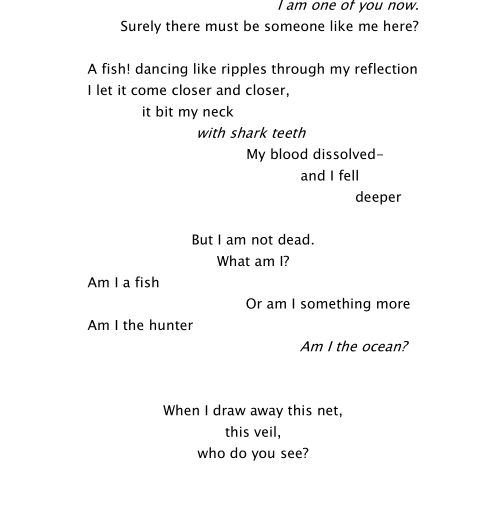 I am one of you now.
Surely there must be someone like me here?
A fish! dancing like ripples through my reflection
I let it come closer and closer,
it bit my neck
with shark teeth
My blood dissolved-
and I fell
deeper
But I am not dead.
What am I?
Am I a fish
Or am I something more
Am I the hunter
Am I the ocean?
When I draw away this net,
this veil,
who do you see?